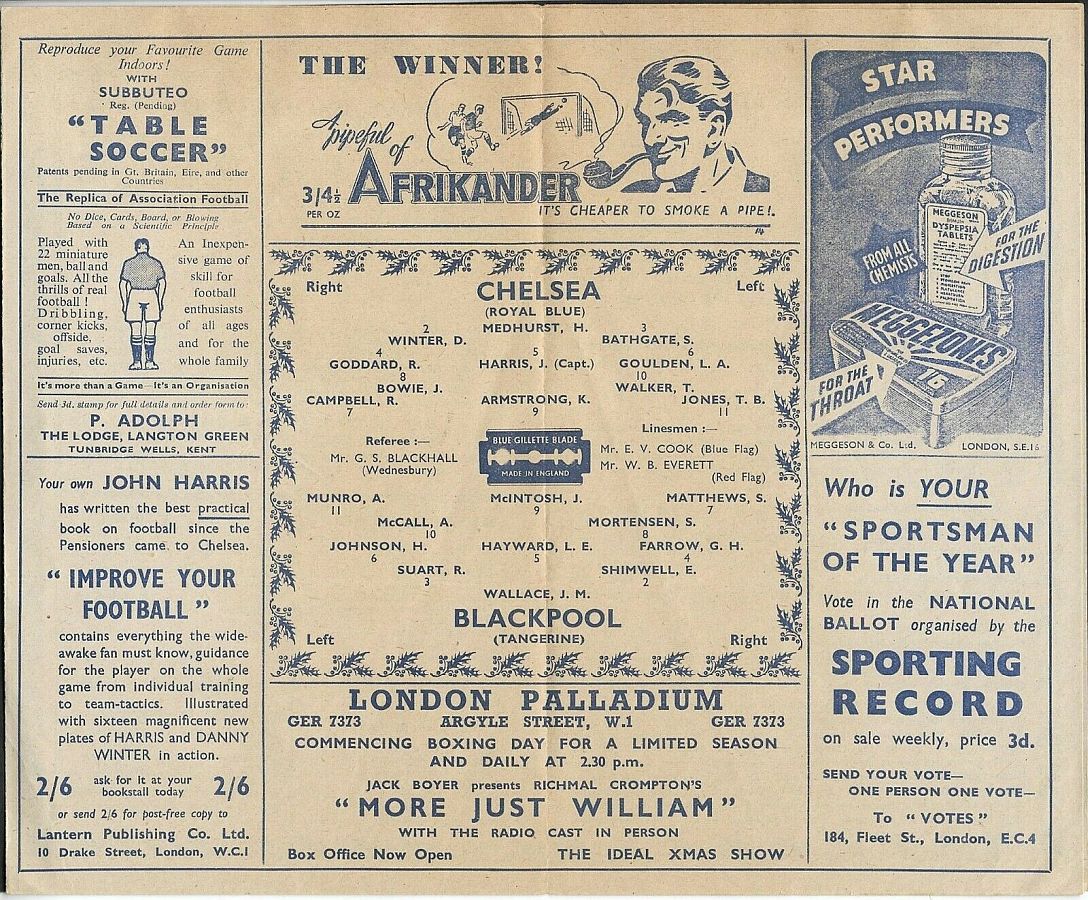 Reproduce your Favourite Game
Indoors!
WITH
SUBBUTEO
Reg. (Pending)
"TABLE
SOCCER"
Patents pending in Gt. Britain, Eire, and other
Countries
The Replica of Association Football
No Dice, Cards, Board, or Blowing
Based on a Scientific Principle
Played with
22 miniature
men, ball and
goals. All the
thrills of real
football!
Dribbling,
corner kicks,
offside,
goal saves,
injuries, etc.
An Inexpen-
sive game of
skill for
football
enthusiasts
of all ages
and for the
whole family
It's more than a Game—It's an Organisation
Send 3d. stamp for full details and order form to:
P. ADOLPH
THE LODGE, LANGTON GREEN
TUNBRIDGE WELLS, KENT
Your own JOHN HARRIS
has written the best practical
book on football since the
Pensioners came to Chelsea.
"IMPROVE YOUR
FOOTBALL"
contains everything the wide-
awake fan must know, guidance
for the player on the whole
game from individual training
to team-tactics. Illustrated
with sixteen magnificent new
plates of HARRIS and DANNY
WINTER in action.
2/6 ask for it at your 2/6
bookstall today
or send 2/6 for post-free copy to
Lantern Publishing Co. Ltd.
10 Drake Street, London, W.C.1
THE WINNER!
A pipeful
of
AFRIKANDER
3/4½
PER OZ
IT'S CHEAPER TO SMOKE A PIPE!.
14
Right CHELSEA Left
(ROYAL BLUE)
MEDHURST, H.
2 3
WINTER, D. BATHGATE, S.
4 5 6
GODDARD, R. HARRIS, J. (Capt.) GOULDEN, L. A.
8 10
BOWIE, J. WALKER, T.
CAMPBELL, R. ARMSTRONG, K. JONES, T. B.
7 9 11
Referee :—
Mr. G. S. BLACKHALL
(Wednesbury)
BLUE GILLETTE BLADE
MADE IN ENGLAND
Linesmen :—
Mr. E. V. COOK (Blue Flag)
Mr. W. B. EVERETT
(Red Flag)
MUNRO, A. McINTOSH, J. MATTHEWS, S.
11 9 7
McCALL, A. MORTENSEN, S.
10 8
JOHNSON, H. HAYWARD, L. E. FARROW, G. H.
6 5 4
SUART, R. SHIMWELL, E.
3 2
WALLACE, J. M.
BLACKPOOL
(TANGERINE)
Left Right
LONDON PALLADIUM
GER 7373 ARGYLE STREET, W.1 GER 7373
COMMENCING BOXING DAY FOR A LIMITED SEASON
AND DAILY AT 2.30 p.m.
JACK BOYER presents RICHMAL CROMPTON'S
"MORE JUST WILLIAM"
WITH THE RADIO CAST IN PERSON
Box Office Now Open THE IDEAL XMAS SHOW
STAR
PERFORMERS
MEGGESON
DYSPEPSIA
TABLETS
FOR THE
DIGESTION
FROM ALL
CHEMISTS
MEGGEZONES
1/6
FOR THE
THROAT
MEGGESON & Co. Ltd, LONDON, S.E.16
Who is YOUR
"SPORTSMAN
OF THE YEAR"
Vote in the NATIONAL
BALLOT organised by the
SPORTING
RECORD
on sale weekly, price 3d.
SEND YOUR VOTE—
ONE PERSON ONE VOTE—
To "VOTES"
184, Fleet St., London, E.C.4